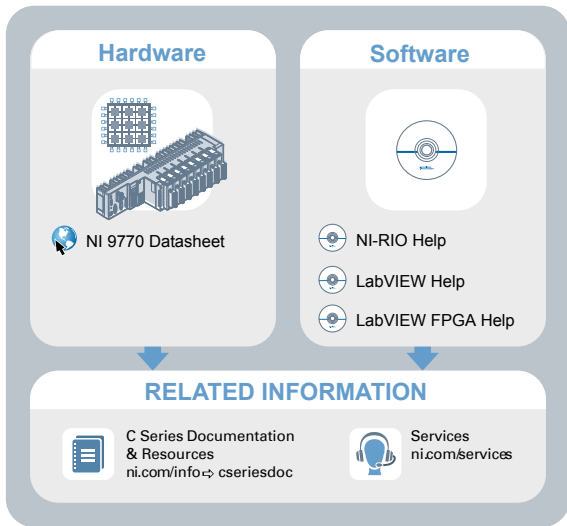 Hardware
NI 9770 Datasheet
Software
NI-RIO Help
LabVIEW Help
LabVIEW FPGA Help
RELATED INFORMATION
C Series Documentation
& Resources
ni.com/info⇨ cseriesdoc
Services
ni.com/services